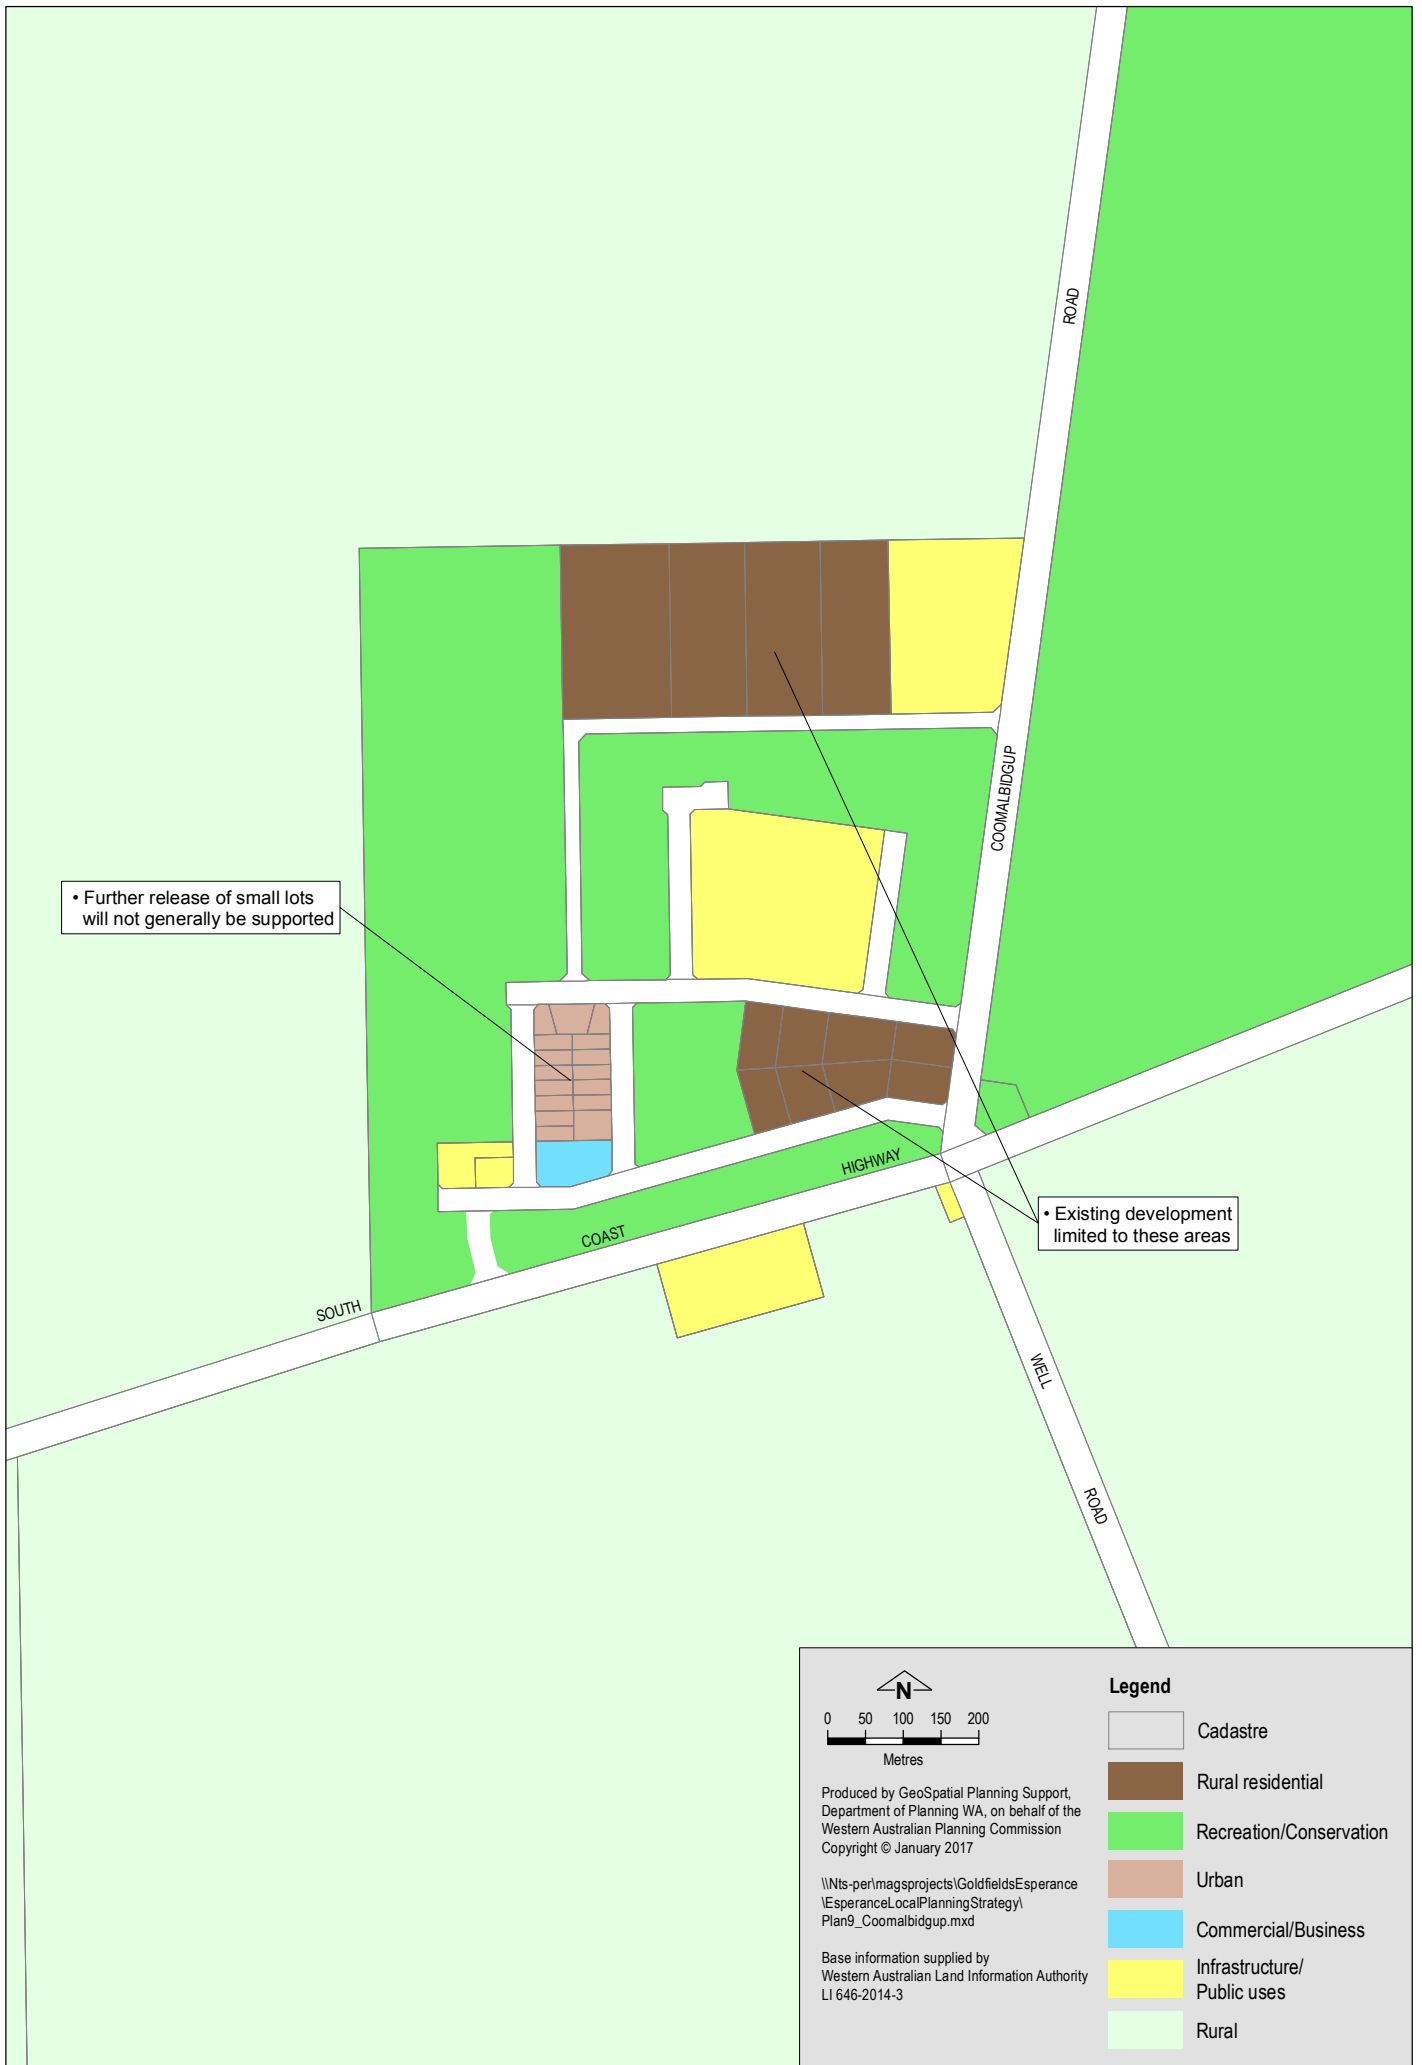 ROAD
COOMALBIDGUP
• Further release of small lots
will not generally be supported
HIGHWAY
COAST
SOUTH
• Existing development
limited to these areas
WELL
ROAD
N
0 50 100 150 200
Metres
Produced by GeoSpatial Planning Support,
Department of Planning WA, on behalf of the
Western Australian Planning Commission
Copyright © January 2017
\\Nts-per\magsprojects\GoldfieldsEsperance
\EsperanceLocalPlanningStrategy\
Plan9_Coomalbidgup.mxd
Base information supplied by
Western Australian Land Information Authority
LI 646-2014-3
Legend
Cadastre
Rural residential
Recreation/Conservation
Urban
Commercial/Business
Infrastructure/
Public uses
Rural